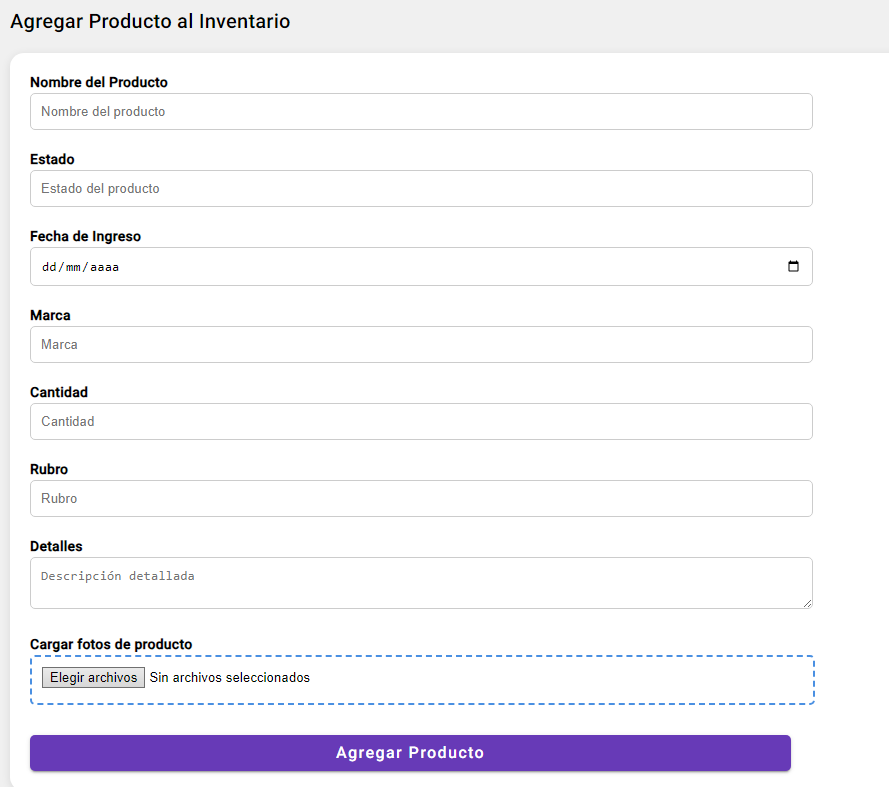 Agregar Producto al Inventario
Nombre del Producto
Nombre del producto
Estado
Estado del producto
Fecha de Ingreso
dd/mm/aaaa
Marca
Marca
Cantidad
Cantidad
Rubro
Rubro
Detalles
Descripción detallada
Cargar fotos de producto
Elegir archivos Sin archivos seleccionados
Agregar Producto